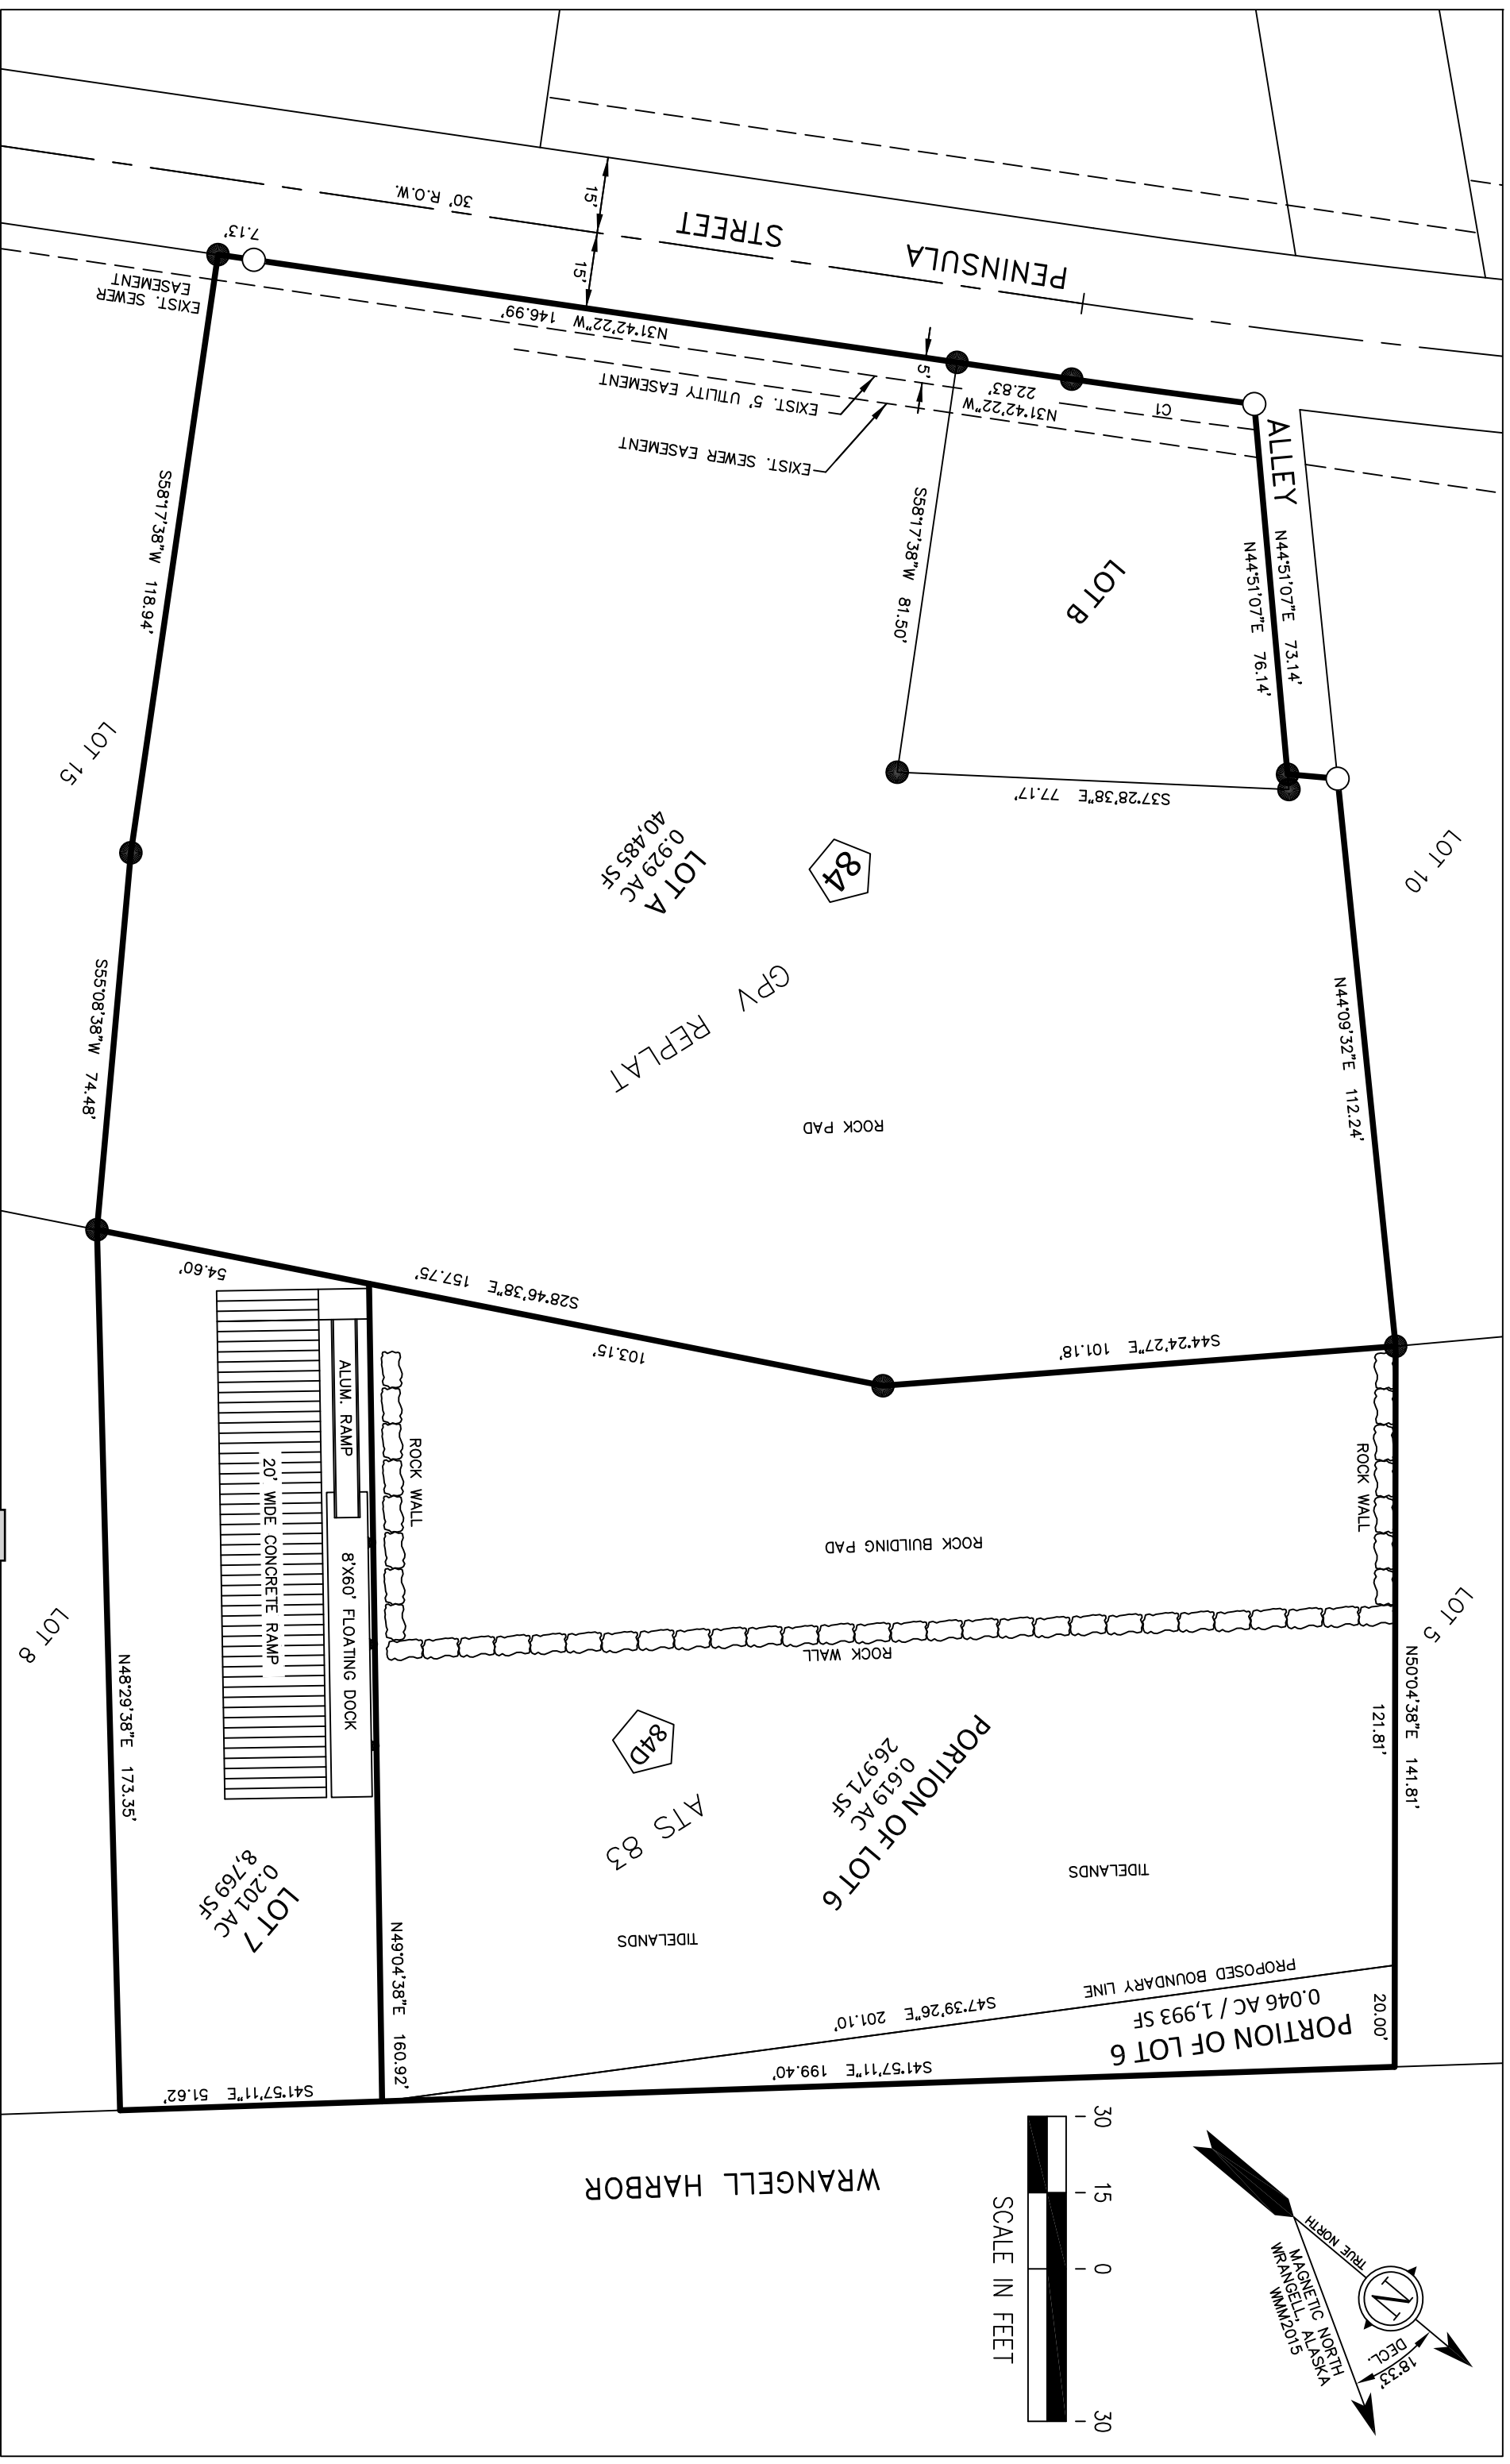 30' R.O.W.
15'
15'
STREET
PENINSULA
7.13'
EXIST. SEWER
EASEMENT
N31°42'22"W 146.99'
5'
N31°42'22"W
22.83'
C1
EXIST. 5' UTILITY EASEMENT
EXIST. SEWER EASEMENT
ALLEY
N44°51'07"E 73.14'
N44°51'07"E 76.14'
S58°17'38"W 118.94'
S58°17'38"W 81.50'
LOT B
S37°28'38"E 77.17'
LOT 15
LOT 10
LOT A
0.929 AC
40,485 SF
84
GPV REPLAT
ROCK PAD
S55°08'38"W 74.48'
N44°09'32"E 112.24'
54.60'
S28°46'38"E 157.75'
103.15'
S44°24'27"E 101.18'
ALUM. RAMP
20' WIDE CONCRETE RAMP
8'X60' FLOATING DOCK
ROCK WALL
ROCK WALL
ROCK BUILDING PAD
ROCK WALL
LOT 8
LOT 5
N48°29'38"E 173.35'
N50°04'38"E 141.81'
121.81'
84D
ATS 83
PORTION OF LOT 6
0.619 AC
26,971 SF
TIDELANDS
TIDELANDS
LOT 7
0.201 AC
8,769 SF
N49°04'38"E 160.92'
PROPOSED BOUNDARY LINE
S47°39'26"E 201.10'
PORTION OF LOT 6
0.046 AC / 1,993 SF
20.00'
S41°57'11"E 199.40'
S41°57'11"E 51.62'
WRANGELL HARBOR
30 15 0 30
SCALE IN FEET
TRUE NORTH
N
MAGNETIC NORTH
WRANGELL, ALASKA
WMM2015
18°33'
DECL.